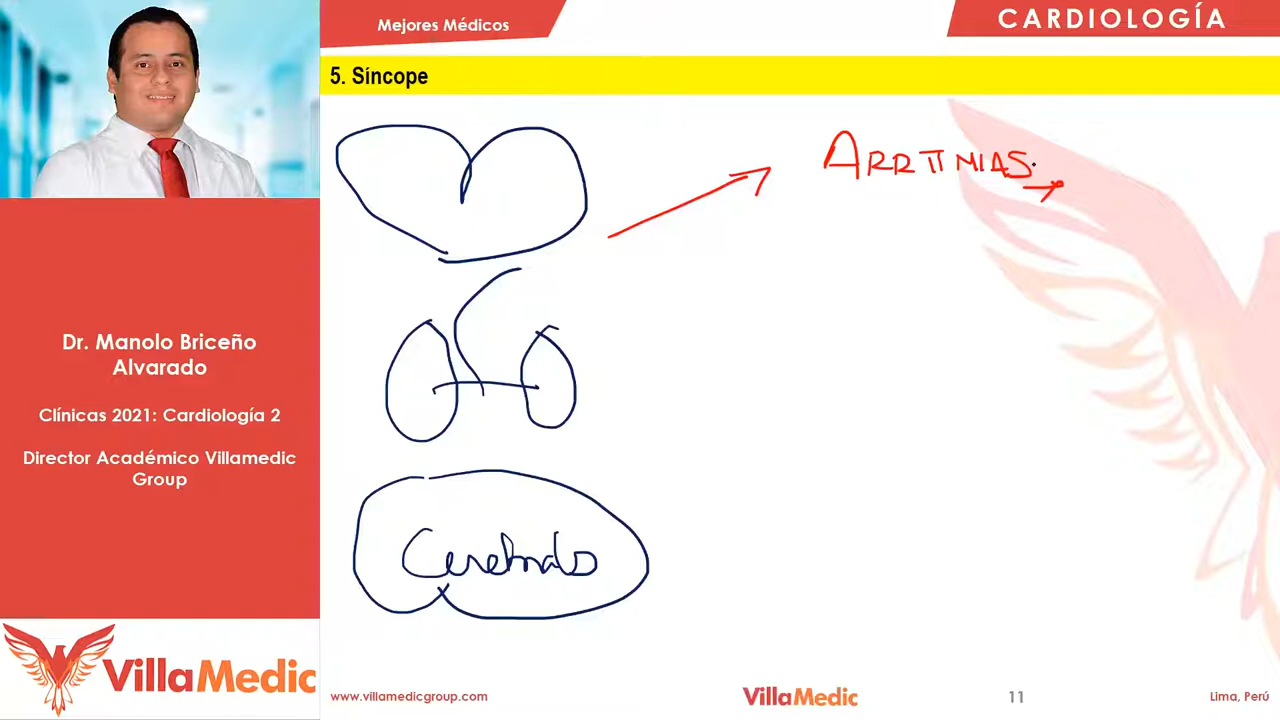 Mejores Médicos
CARDIOLOGÍA
5. Síncope
ARRITMIAS
Dr. Manolo Briceño
Alvarado
Clínicas 2021: Cardiología 2
Director Académico Villamedic
Group
Cerebro
VillaMedic
www.villamedicgroup.com
VillaMedic
11
Lima, Perú